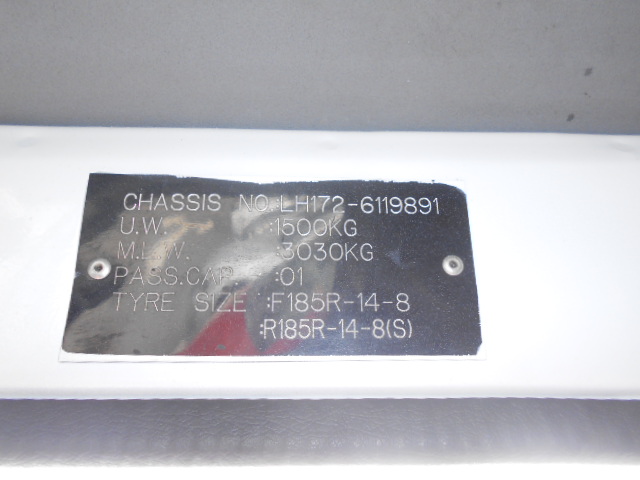 CHASSIS NO.:LH172-6119891
U.W. :1500KG
M.L.W. :3030KG
PASS.CAP :01
TYRE SIZE :F185R-14-8
:R185R-14-8(S)